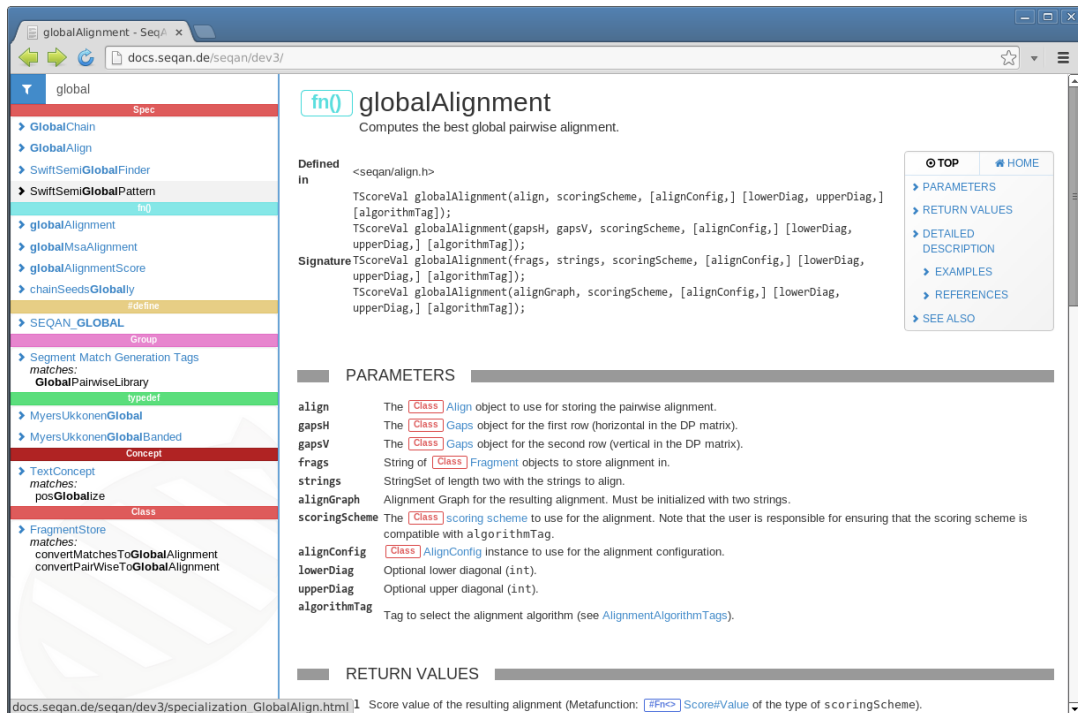 globalAlignment - SeqA
docs.seqan.de/seqan/dev3/
global
Spec
GlobalChain
GlobalAlign
SwiftSemiGlobalFinder
SwiftSemiGlobalPattern
fn()
globalAlignment
globalMsaAlignment
globalAlignmentScore
chainSeedsGlobally
#define
SEQAN_GLOBAL
Group
Segment Match Generation Tags
matches:
GlobalPairwiseLibrary
typedef
MyersUkkonenGlobal
MyersUkkonenGlobalBanded
Concept
TextConcept
matches:
posGlobalize
Class
FragmentStore
matches:
convertMatchesToGlobalAlignment
convertPairWiseToGlobalAlignment
docs.seqan.de/seqan/dev3/specialization_GlobalAlign.html
fn() globalAlignment
Computes the best global pairwise alignment.
Defined in <seqan/align.h>
Signature
TScoreVal globalAlignment(align, scoringScheme, [alignConfig,] [lowerDiag, upperDiag,]
[algorithmTag]);
TScoreVal globalAlignment(gapsH, gapsV, scoringScheme, [alignConfig,] [lowerDiag,
upperDiag,] [algorithmTag]);
TScoreVal globalAlignment(frags, strings, scoringScheme, [alignConfig,] [lowerDiag,
upperDiag,] [algorithmTag]);
TScoreVal globalAlignment(alignGraph, scoringScheme, [alignConfig,] [lowerDiag,
upperDiag,] [algorithmTag]);
TOP HOME
PARAMETERS
RETURN VALUES
DETAILED
DESCRIPTION
EXAMPLES
REFERENCES
SEE ALSO
PARAMETERS
align The Class Align object to use for storing the pairwise alignment.
gapsH The Class Gaps object for the first row (horizontal in the DP matrix).
gapsV The Class Gaps object for the second row (vertical in the DP matrix).
frags String of Class Fragment objects to store alignment in.
strings StringSet of length two with the strings to align.
alignGraph Alignment Graph for the resulting alignment. Must be initialized with two strings.
scoringScheme The Class scoring scheme to use for the alignment. Note that the user is responsible for ensuring that the scoring scheme is
compatible with algorithmTag.
alignConfig Class AlignConfig instance to use for the alignment configuration.
lowerDiag Optional lower diagonal (int).
upperDiag Optional upper diagonal (int).
algorithmTag Tag to select the alignment algorithm (see AlignmentAlgorithmTags).
RETURN VALUES
l Score value of the resulting alignment (Metafunction: #Fn<> Score#Value of the type of scoringScheme).